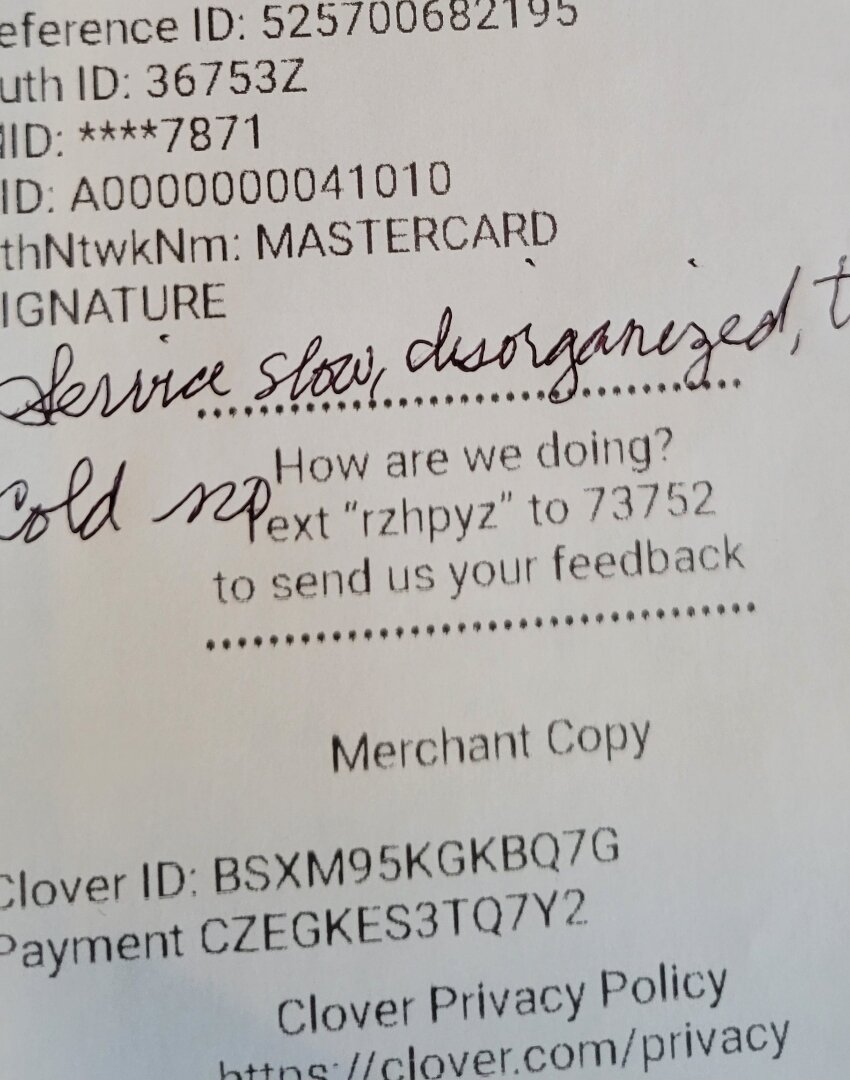 eference ID: 525700682195
uth ID: 36753Z
ID: ****7871
ID: A0000000041010
thNtwkNm: MASTERCARD
IGNATURE
Service slow, disorganized, t
Cold
How are we doing?
Text "rzhpyz" to 73752
to send us your feedback
Merchant Copy
Clover ID: BSXM95KGKBQ7G
Payment CZEGKES3TQ7Y2
Clover Privacy Policy
https://clover.com/privacy